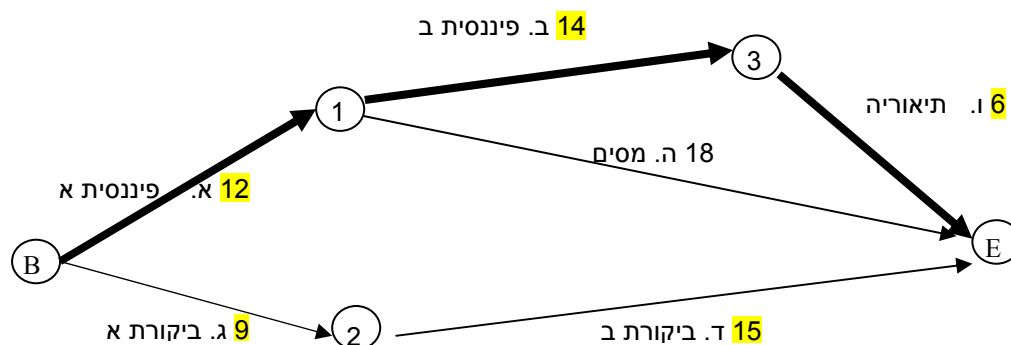 14 ב. פיננסית ב
3
1
6 ו. תיאוריה
18 ה. מסים
12 א. פיננסית א
B
E
9 ג. ביקורת א
2
15 ד. ביקורת ב